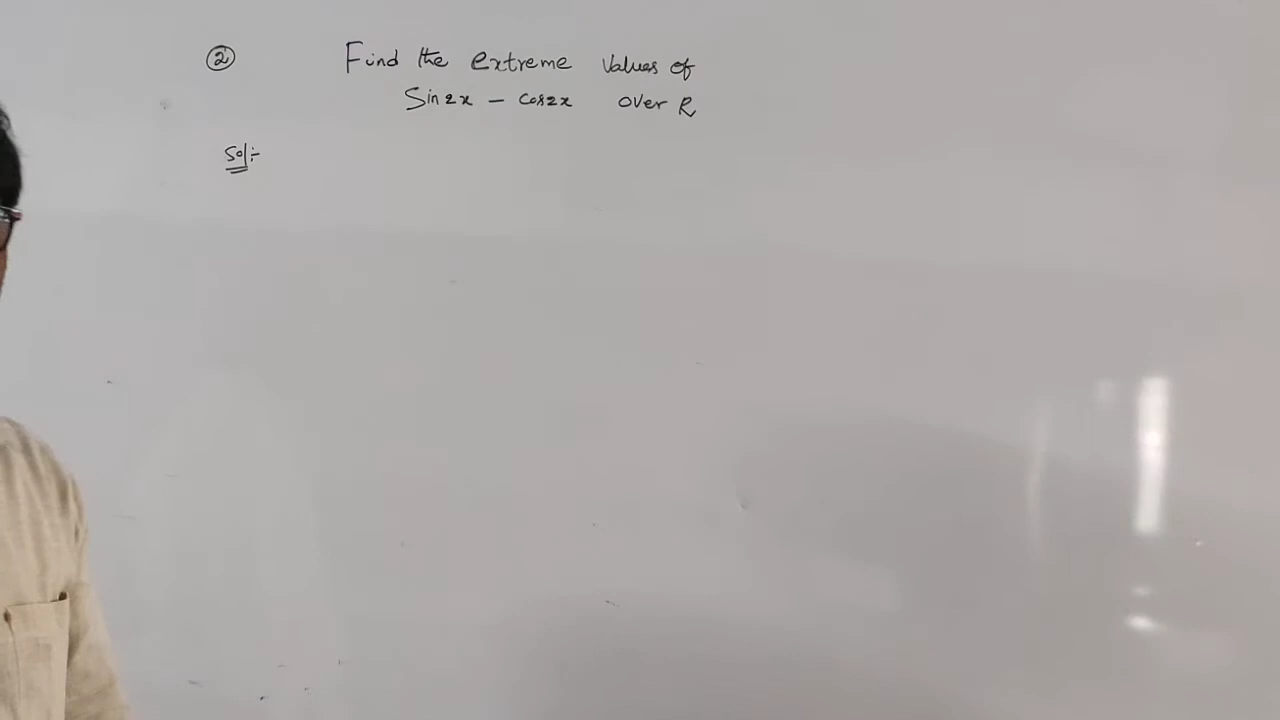 ② Find the extreme values of
Sin2x - cos2x over R
Sol:-